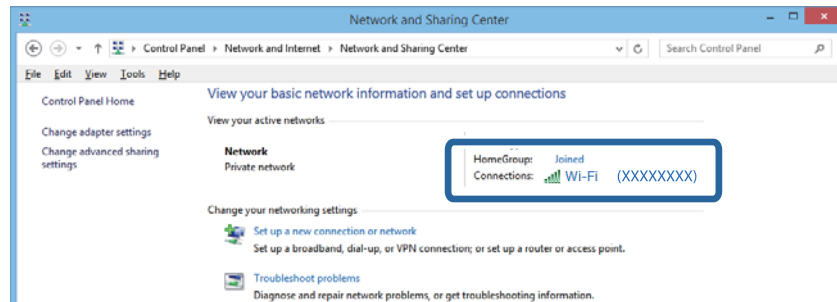 Network and Sharing Center
Control Panel Network and Internet Network and Sharing Center Search Control Panel
File Edit View Tools Help
Control Panel Home
Change adapter settings
Change advanced sharing
settings
View your basic network information and set up connections
View your active networks
Network
Private network
HomeGroup: Joined
Connections: Wi-Fi (XXXXXXXX)
Change your networking settings
Set up a new connection or network
Set up a broadband, dial-up, or VPN connection; or set up a router or access point.
Troubleshoot problems
Diagnose and repair network problems, or get troubleshooting information.